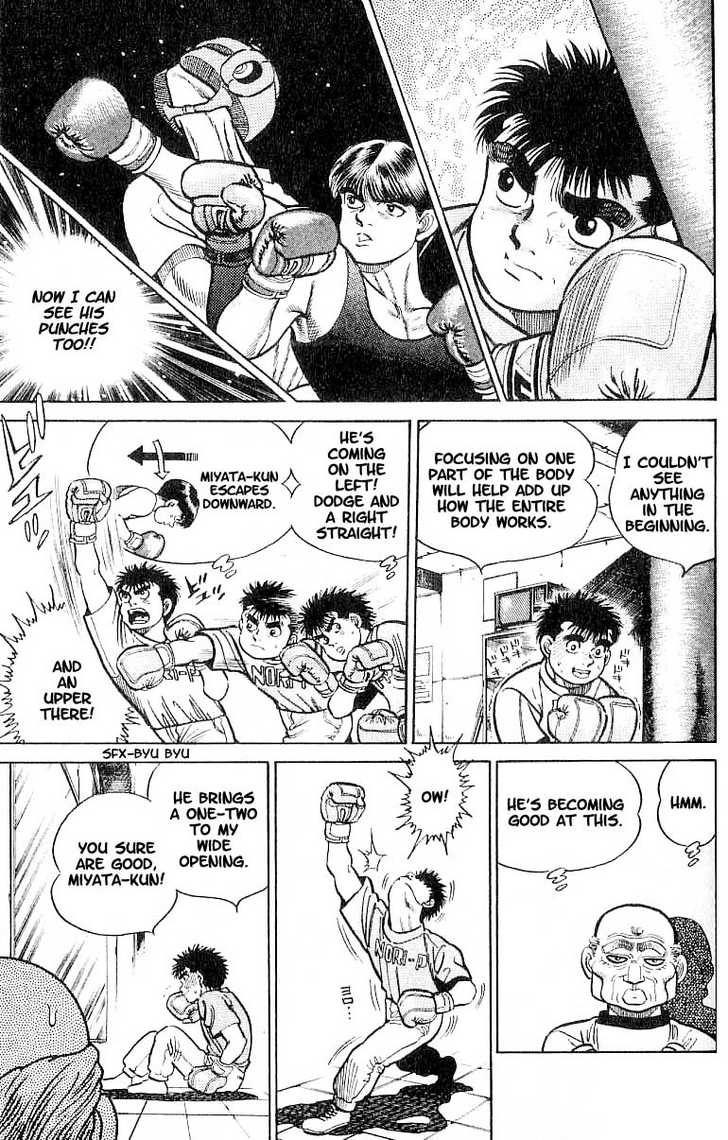 NOW I CAN
SEE HIS
PUNCHES
TOO!!
I COULDN'T
SEE
ANYTHING
IN THE
BEGINNING.
FOCUSING ON ONE
PART OF THE BODY
WILL HELP ADD UP
HOW THE ENTIRE
BODY WORKS.
HE'S
COMING
ON THE
LEFT!
DODGE AND
A RIGHT
STRAIGHT!
MIYATA-KUN
ESCAPES
DOWNWARD.
AND
AN
UPPER
THERE!
NORI-P
SFX-BYU BYU
HMM.
HE'S BECOMING
GOOD AT THIS.
OW!
NORI-P
HE BRINGS
A ONE-TWO
TO MY
WIDE
OPENING.
YOU SURE
ARE GOOD,
MIYATA-KUN!